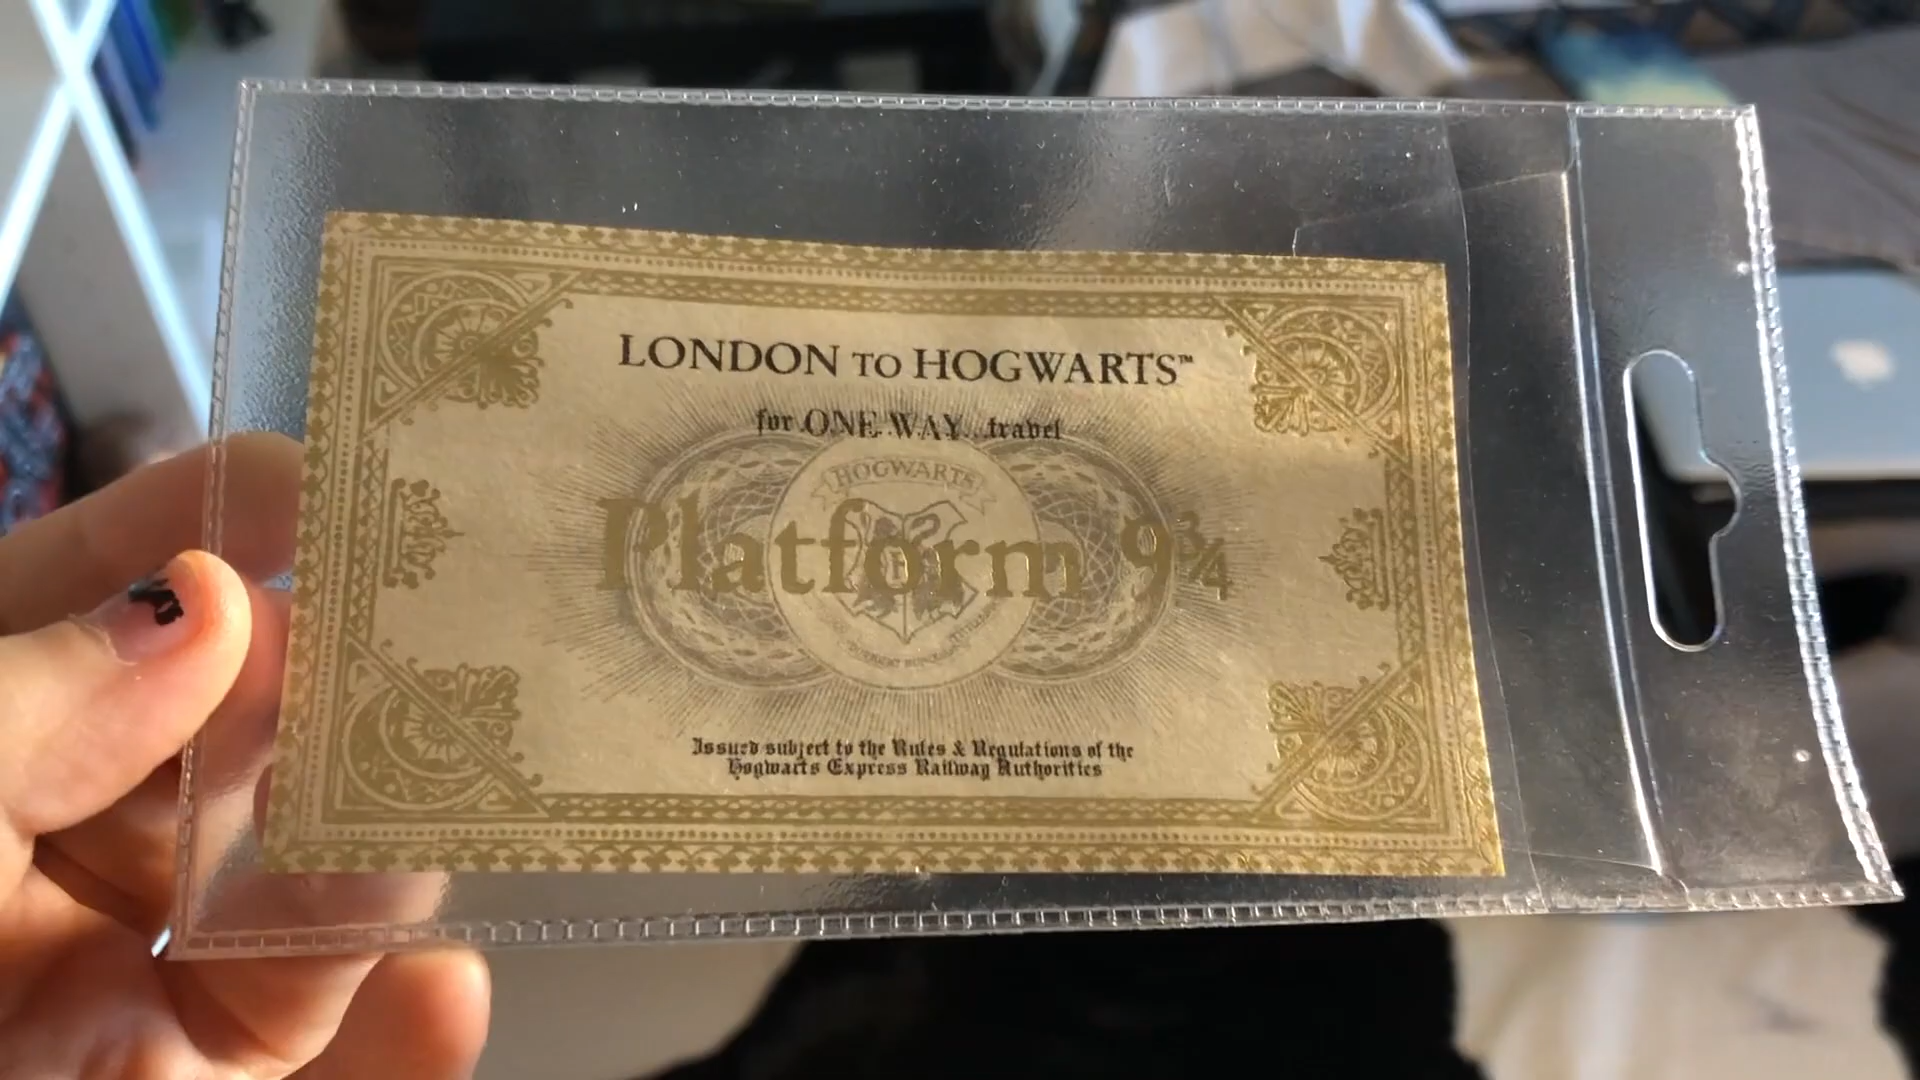 LONDON TO HOGWARTS™
for ONE WAY travel
HOGWARTS
Platform 9¾
Issued subject to the Rules & Regulations of the
Hogwarts Express Railway Authorities